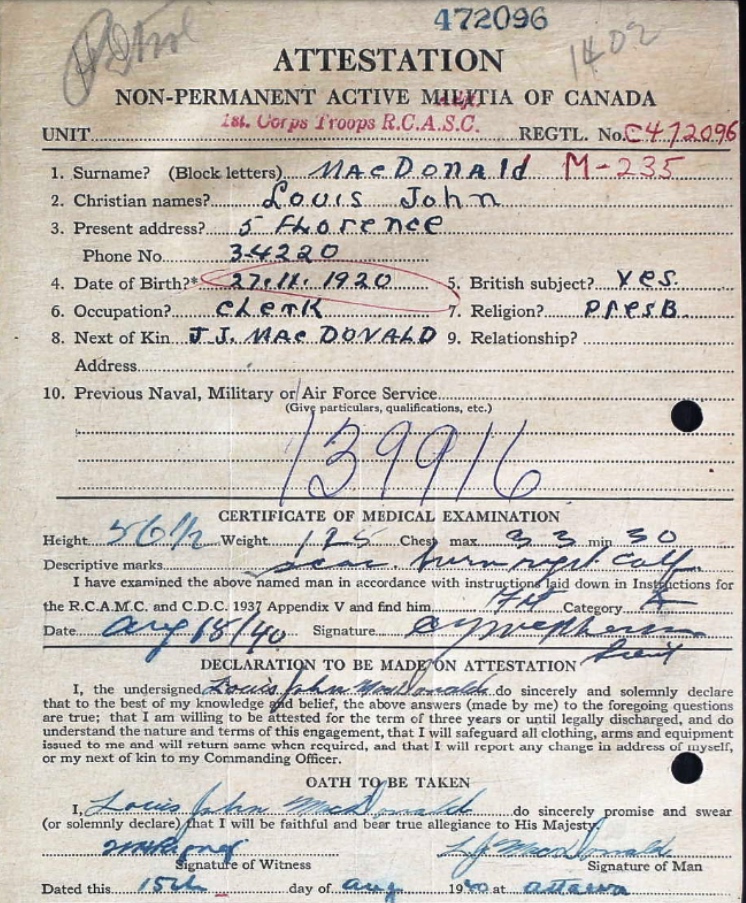 472096
1402
ATTESTATION
NON-PERMANENT ACTIVE MILITIA OF CANADA
UNIT 1st. Corps Troops R.C.A.S.C. REGTL. No. C472096
1. Surname? (Block letters) MacDonald M-235
2. Christian names? Louis John
3. Present address? 5 Florence
Phone No. 3-4220
4. Date of Birth?* 27.11.1920 5. British subject? yes.
6. Occupation? Clerk 7. Religion? PresB.
8. Next of Kin J.J. MacDONALD 9. Relationship?
Address
10. Previous Naval, Military or Air Force Service
(Give particulars, qualifications, etc.)
139916
CERTIFICATE OF MEDICAL EXAMINATION
Height 5 6 1/2 Weight 125 Chest max 33 min 30
Descriptive marks scar. burn right calf
I have examined the above named man in accordance with instructions laid down in Instructions for
the R.C.A.M.C. and C.D.C. 1937 Appendix V and find him Fit Category A
Date Aug 15/40 Signature
DECLARATION TO BE MADE ON ATTESTATION
I, the undersigned Louis John MacDonald do sincerely and solemnly declare
that to the best of my knowledge and belief, the above answers (made by me) to the foregoing questions
are true; that I am willing to be attested for the term of three years or until legally discharged, and do
understand the nature and terms of this engagement, that I will safeguard all clothing, arms and equipment
issued to me and will return same when required, and that I will report any change in address of myself,
or my next of kin to my Commanding Officer.
OATH TO BE TAKEN
I, Louis John MacDonald do sincerely promise and swear
(or solemnly declare) that I will be faithful and bear true allegiance to His Majesty.
L J MacDonald
Signature of Witness Signature of Man
Dated this 15th day of Aug 1940 at Ottawa